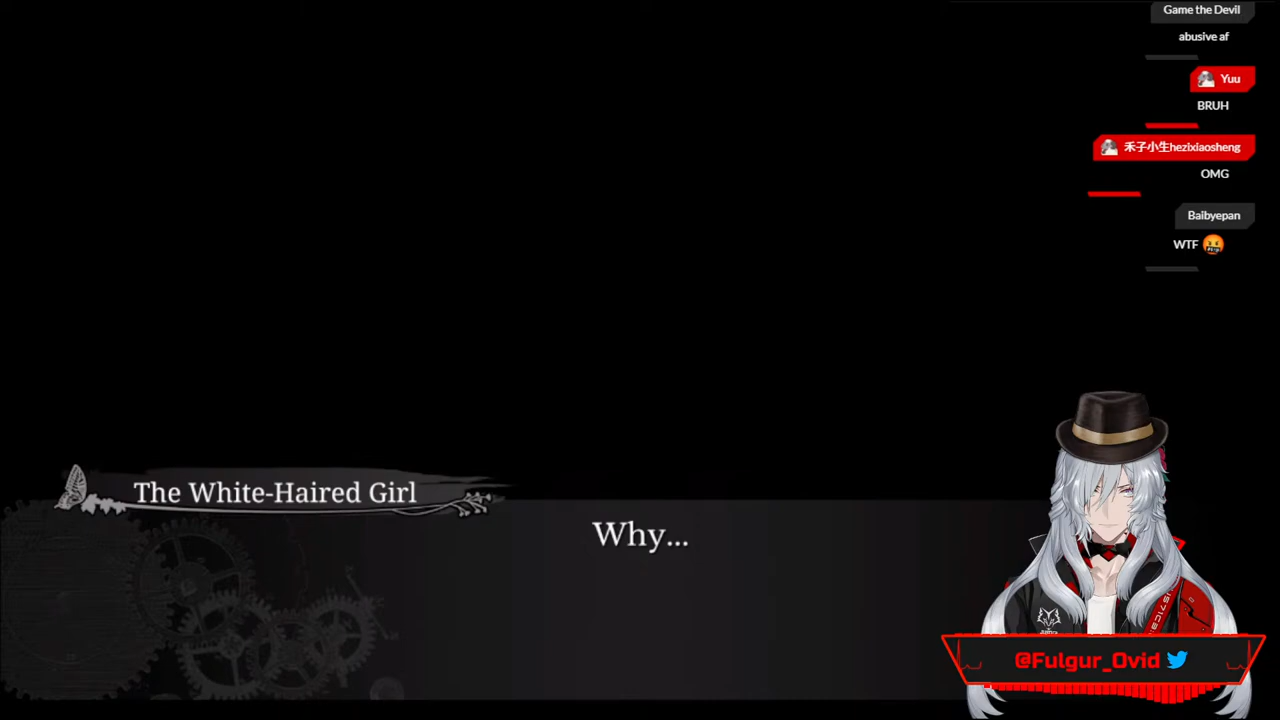 Game the Devil
abusive af
Yuu
BRUH
禾子小生hezixiaosheng
OMG
Baibyepan
WTF 🤬
The White-Haired Girl
Why...
@Fulgur_Ovid